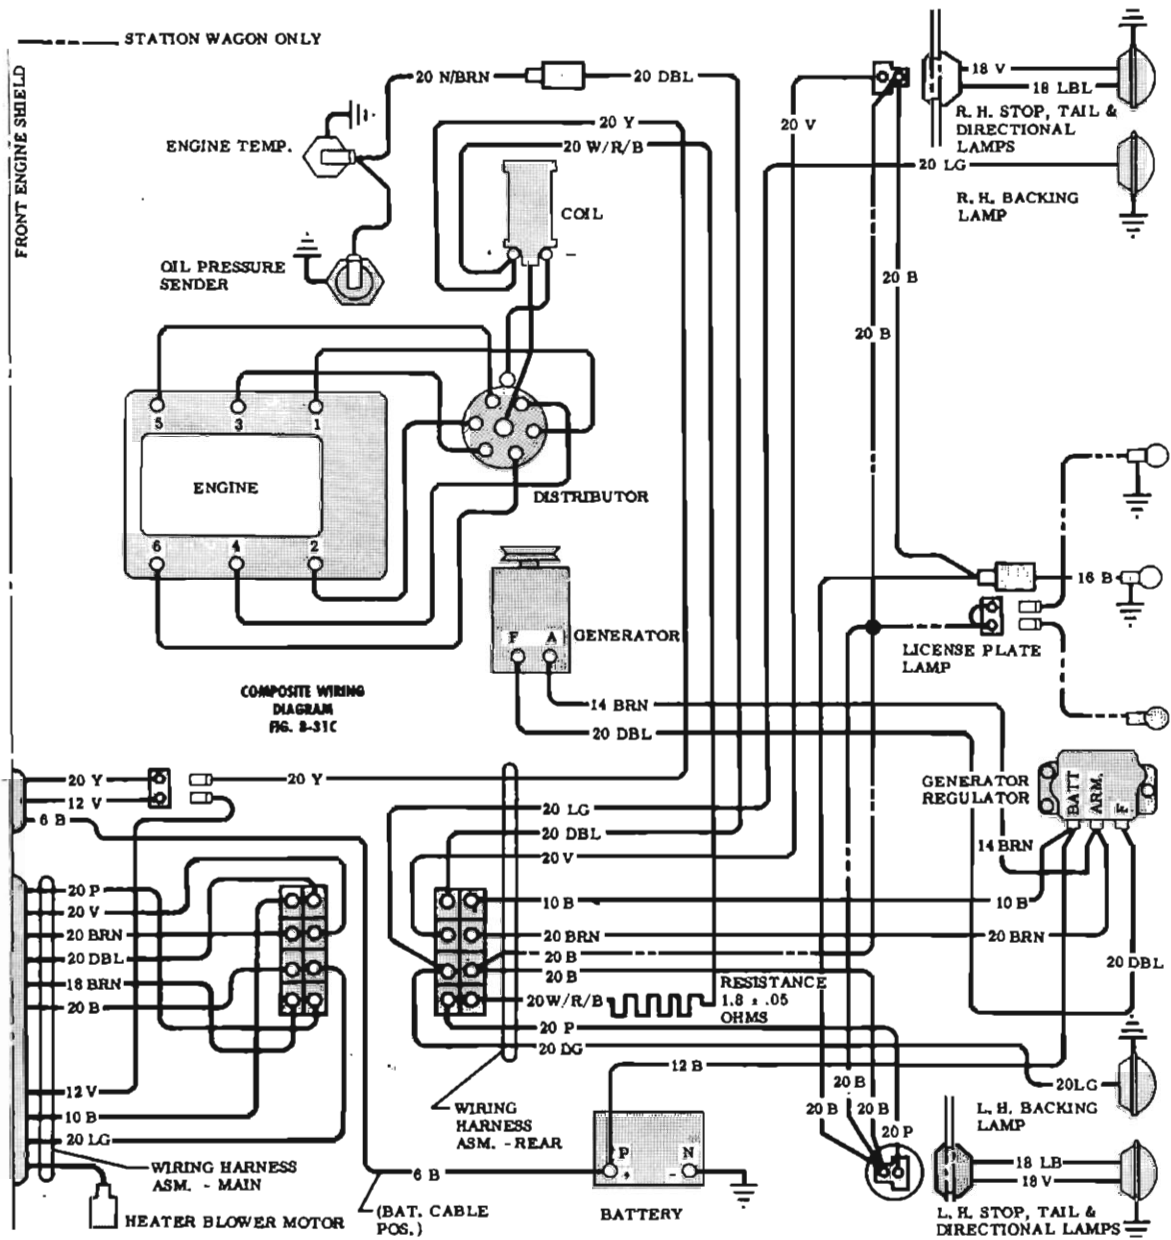 STATION WAGON ONLY
FRONT ENGINE SHIELD
20 N/BRN
20 DBL
20 Y
20 W/R/B
20 V
18 V
18 LBL
R. H. STOP, TAIL &
DIRECTIONAL
LAMPS
ENGINE TEMP.
20 LG
R. H. BACKING
LAMP
COIL
-
OIL PRESSURE
SENDER
20 B
20 B
5
3
1
ENGINE
DISTRIBUTOR
6
4
2
F
A
GENERATOR
16 B
LICENSE PLATE
LAMP
COMPOSITE WIRING
DIAGRAM
FIG. 8-31C
14 BRN
20 DBL
GENERATOR
REGULATOR
BATT
ARM.
F
20 Y
20 Y
12 V
6 B
20 LG
20 DBL
20 V
14 BRN
20 P
20 V
20 BRN
20 DBL
18 BRN
20 B
10 B
10 B
20 BRN
20 BRN
20 B
20 B
20 DBL
20W/R/B
RESISTANCE
1.8 ± .05
OHMS
20 P
20 DG
12 B
12 V
10 B
20 LG
20 B
20 B
20 B
20 P
20LG
L. H. BACKING
LAMP
WIRING
HARNESS
ASM. - REAR
WIRING HARNESS
ASM. - MAIN
6 B
P
N
+
-
18 LB
18 V
(BAT. CABLE
POS.)
BATTERY
HEATER BLOWER MOTOR
L. H. STOP, TAIL &
DIRECTIONAL LAMPS